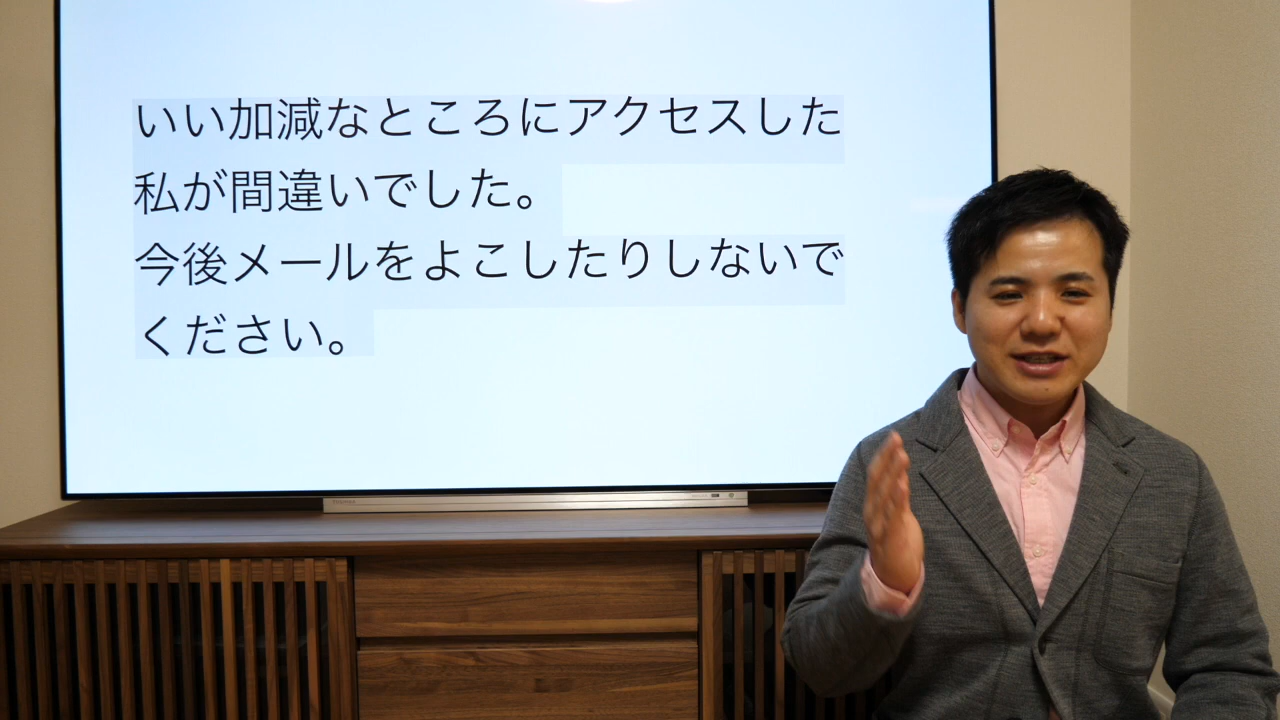 いい加減なところにアクセスした
私が間違いでした。
今後メールをよこしたりしないで
ください。